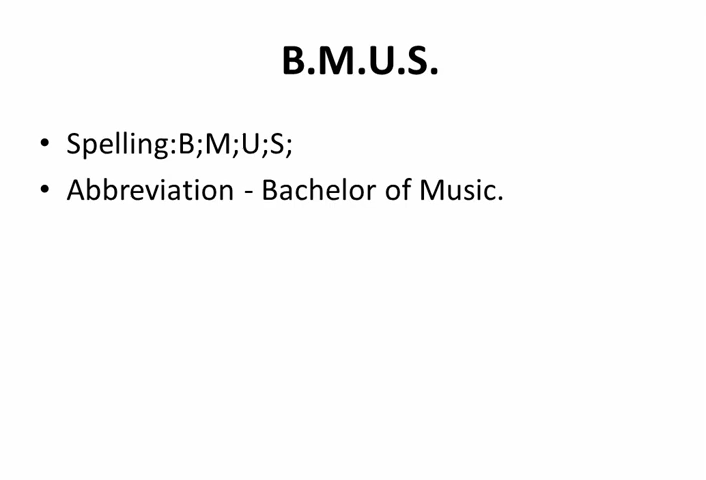 B.M.U.S.
• Spelling:B;M;U;S;
• Abbreviation - Bachelor of Music.